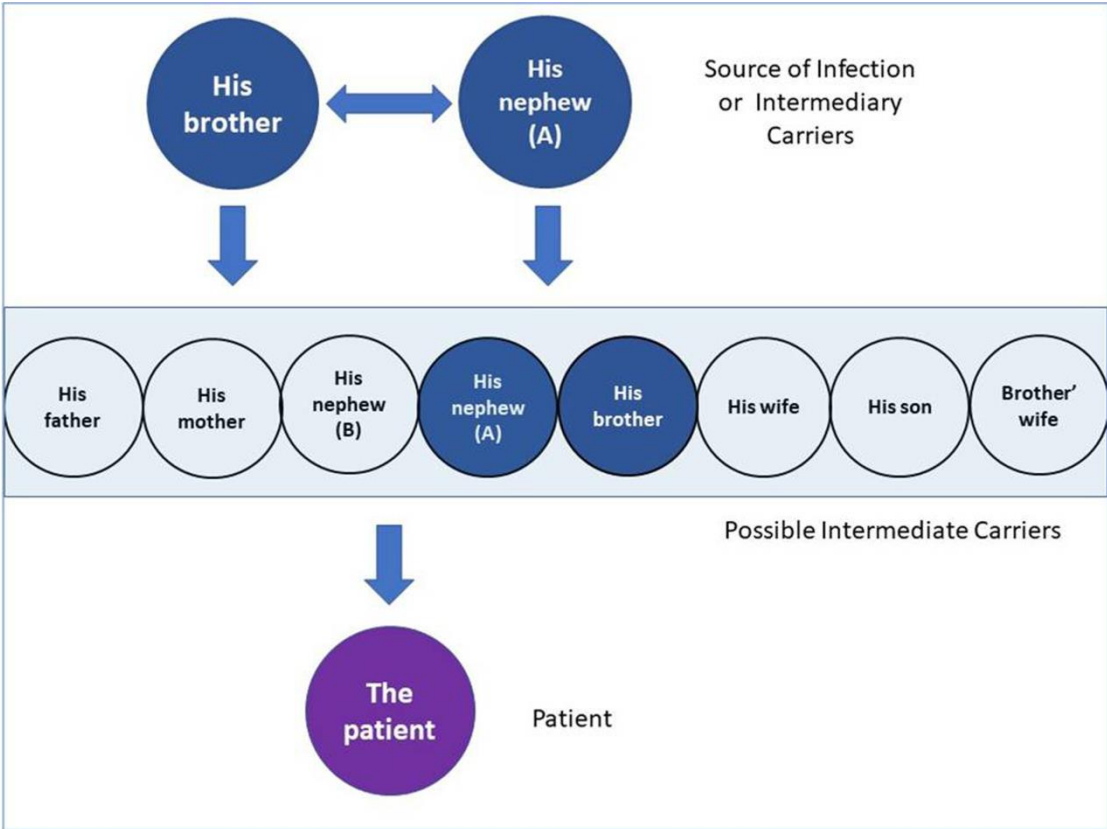 His
brother
His
nephew
(A)
Source of Infection
or Intermediary
Carriers
His
father
His
mother
His
nephew
(B)
His
nephew
(A)
His
brother
His wife
His son
Brother'
wife
Possible Intermediate Carriers
The
patient
Patient